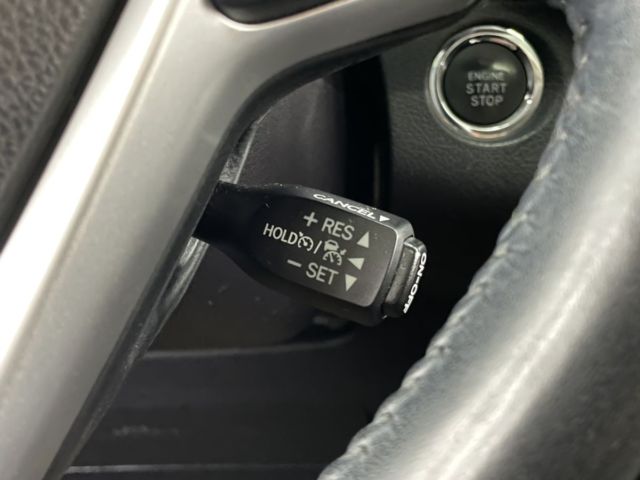 ENGINE
START
STOP
CANCEL
+ RES ▲
HOLD / ◀
− SET ▼
ON-OFF